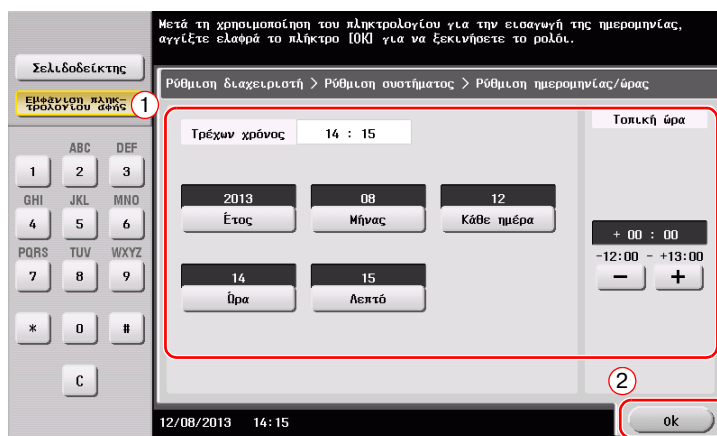 Μετά τη χρησιμοποίηση του πληκτρολογίου για την εισαγωγή της ημερομηνίας,
αγγίξτε ελαφρά το πλήκτρο [OK] για να ξεκινήσετε το ρολόι.
Σελιδοδείκτης
Εμφάνιση πληκ-
τρολογίου αφής
1
Ρύθμιση διαχειριστή > Ρύθμιση συστήματος > Ρύθμιση ημερομηνίας/ώρας
Τρέχων χρόνος 14 : 15
Τοπική ώρα
ABC DEF
1 2 3
GHI JKL MNO
4 5 6
PQRS TUV WXYZ
7 8 9
* 0 #
C
2013 08 12
Έτος Μήνας Κάθε ημέρα
14 15
Ώρα Λεπτό
+ 00 : 00
-12:00 - +13:00
− +
2
12/08/2013 14:15
ok